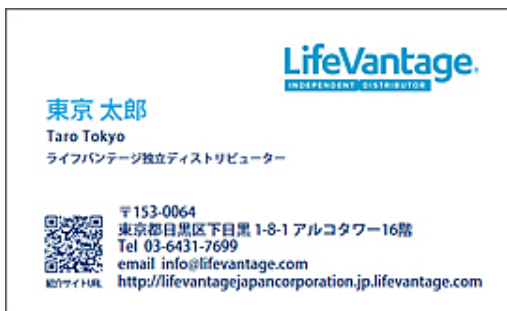 LifeVantage.
INDEPENDENT DISTRIBUTOR
東京 太郎
Taro Tokyo
ライフバンテージ独立ディストリビューター
〒153-0064
東京都目黒区下目黒 1-8-1 アルコタワー16階
Tel 03-6431-7699
email info@lifevantage.com
紹介サイトURL http://lifevantagejapancorporation.jp.lifevantage.com